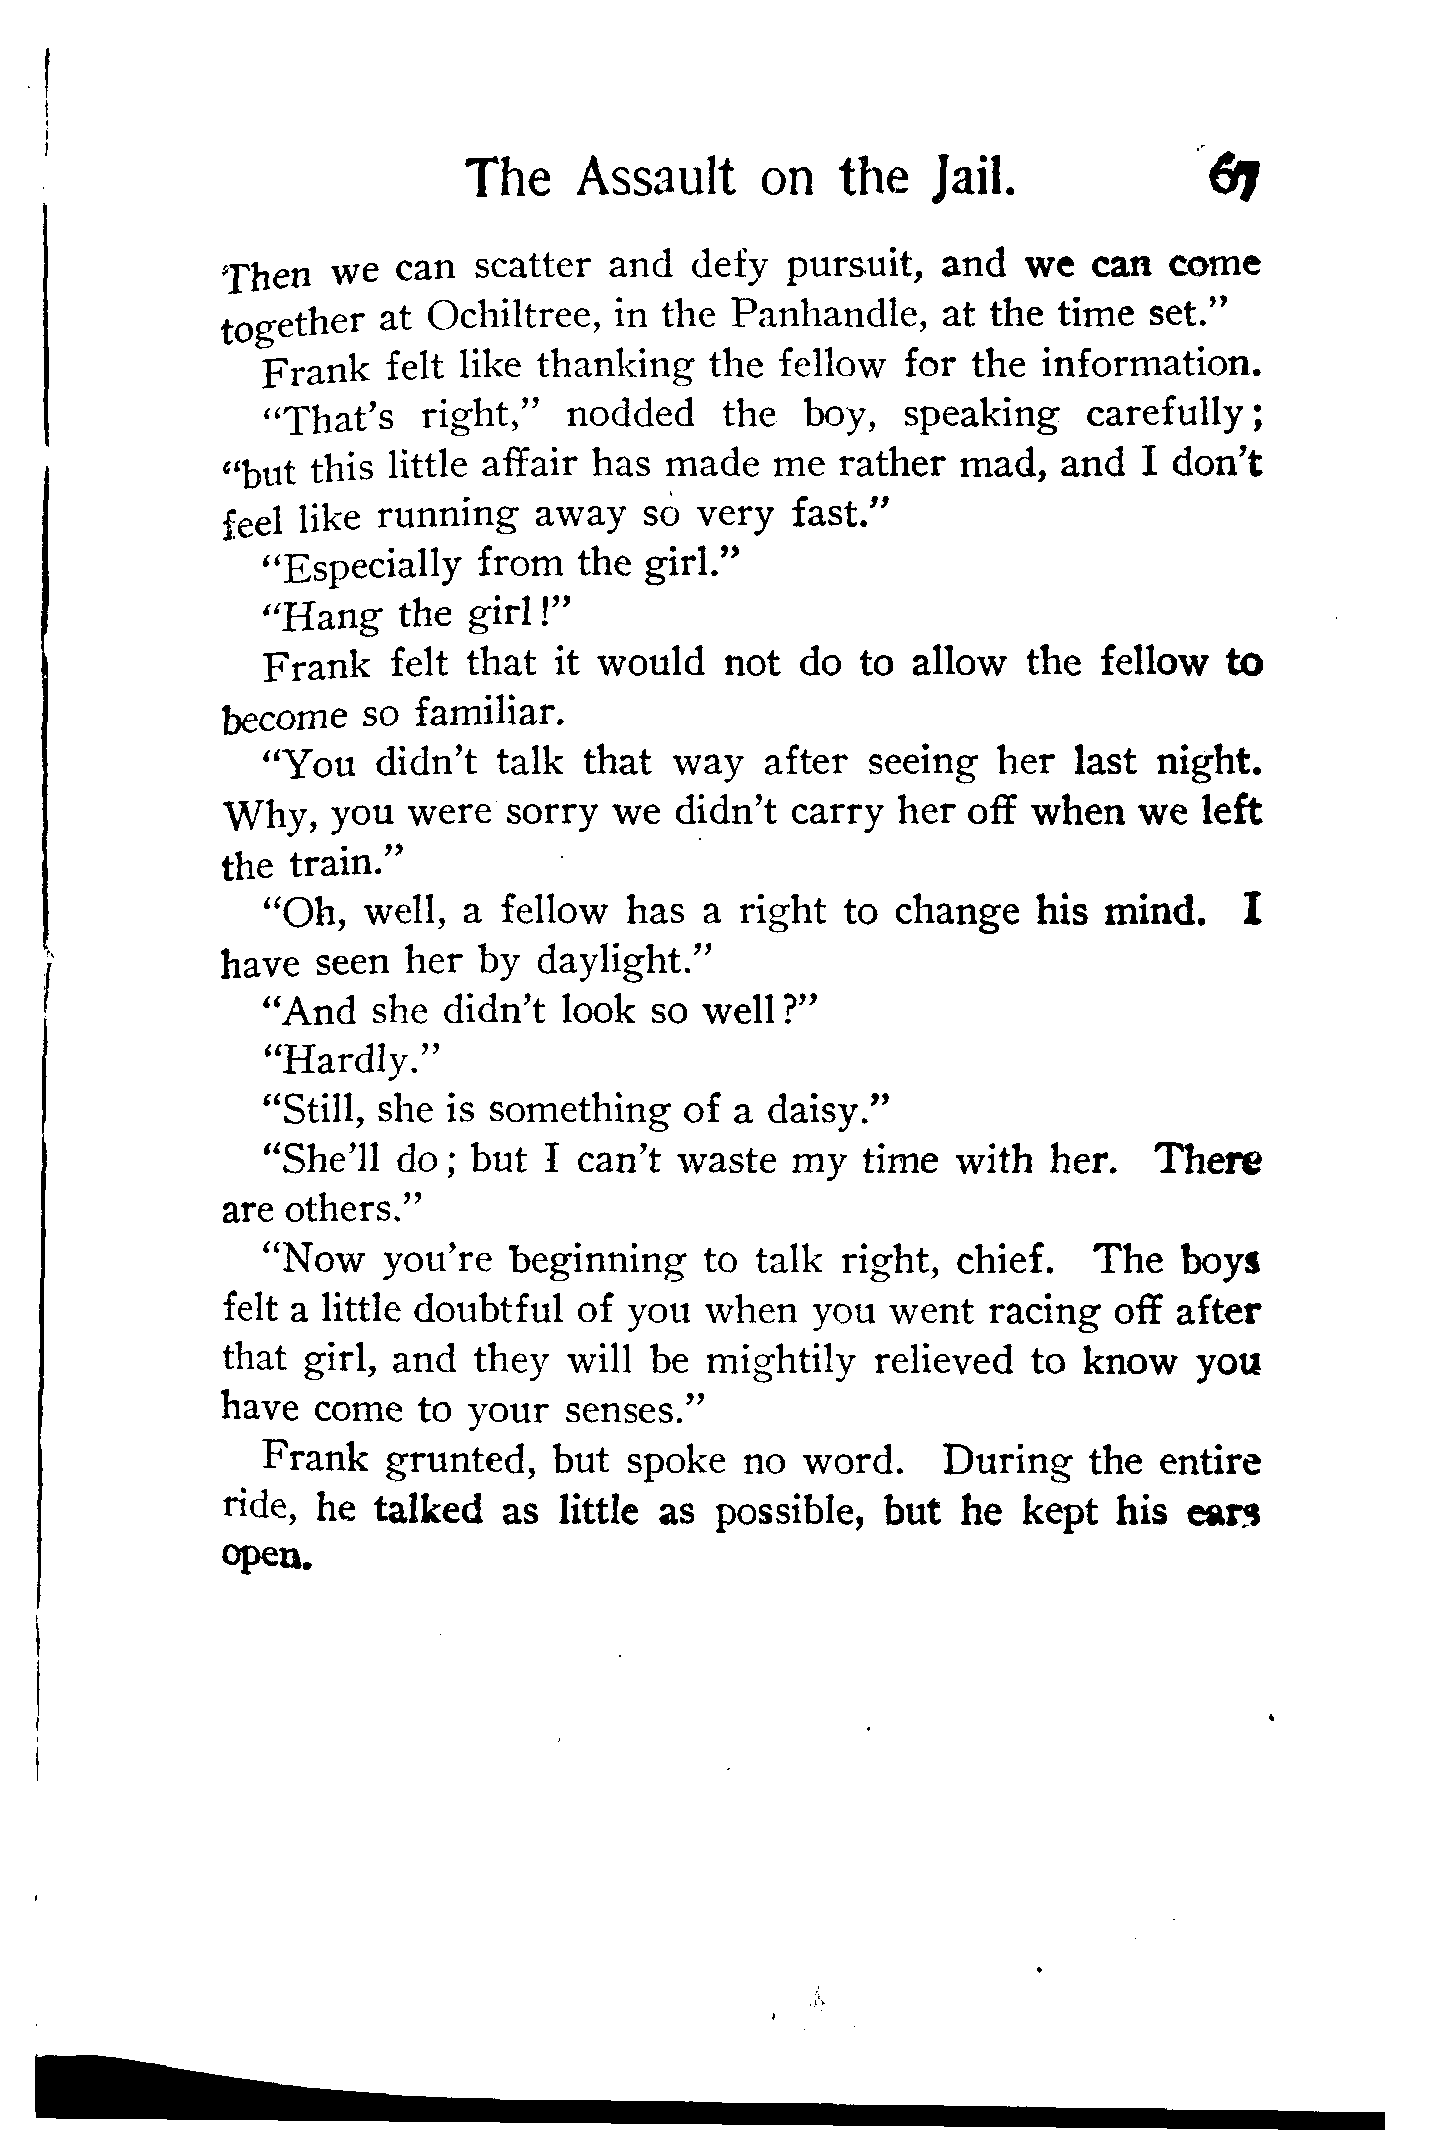 The Assault on the Jail. 67
Then we can scatter and defy pursuit, and we can come
together at Ochiltree, in the Panhandle, at the time set."
Frank felt like thanking the fellow for the information.
"That's right," nodded the boy, speaking carefully;
"but this little affair has made me rather mad, and I don't
feel like running away so very fast."
"Especially from the girl."
"Hang the girl!"
Frank felt that it would not do to allow the fellow to
become so familiar.
"You didn't talk that way after seeing her last night.
Why, you were sorry we didn't carry her off when we left
the train."
"Oh, well, a fellow has a right to change his mind. I
have seen her by daylight."
"And she didn't look so well?"
"Hardly."
"Still, she is something of a daisy."
"She'll do; but I can't waste my time with her. There
are others."
"Now you're beginning to talk right, chief. The boys
felt a little doubtful of you when you went racing off after
that girl, and they will be mightily relieved to know you
have come to your senses."
Frank grunted, but spoke no word. During the entire
ride, he talked as little as possible, but he kept his ears
open.